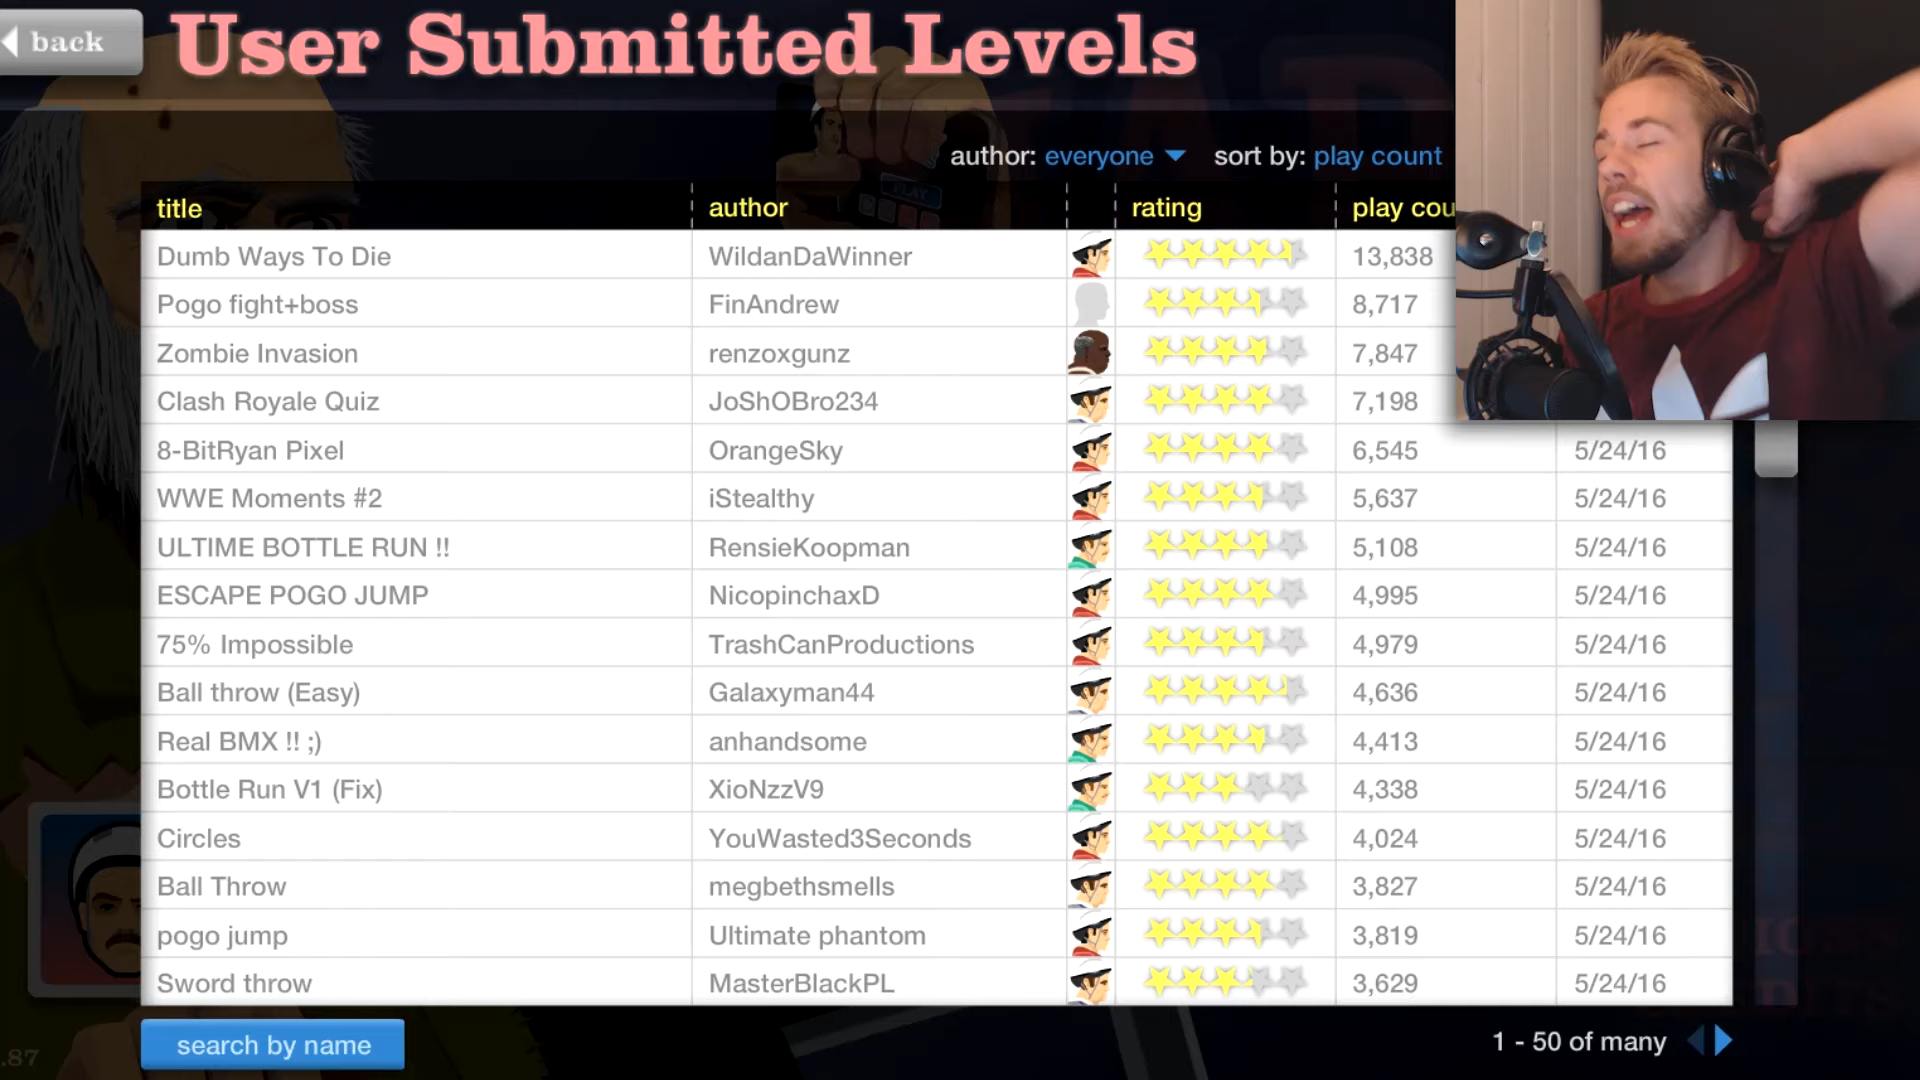 back
User Submitted Levels
author: everyone sort by: play count
title author rating play cou
Dumb Ways To Die WildanDaWinner 13,838
Pogo fight+boss FinAndrew 8,717
Zombie Invasion renzoxgunz 7,847
Clash Royale Quiz JoShOBro234 7,198
8-BitRyan Pixel OrangeSky 6,545 5/24/16
WWE Moments #2 iStealthy 5,637 5/24/16
ULTIME BOTTLE RUN !! RensieKoopman 5,108 5/24/16
ESCAPE POGO JUMP NicopinchaxD 4,995 5/24/16
75% Impossible TrashCanProductions 4,979 5/24/16
Ball throw (Easy) Galaxyman44 4,636 5/24/16
Real BMX !! ;) anhandsome 4,413 5/24/16
Bottle Run V1 (Fix) XioNzzV9 4,338 5/24/16
Circles YouWasted3Seconds 4,024 5/24/16
Ball Throw megbethsmells 3,827 5/24/16
pogo jump Ultimate phantom 3,819 5/24/16
Sword throw MasterBlackPL 3,629 5/24/16
search by name
1 - 50 of many
.87